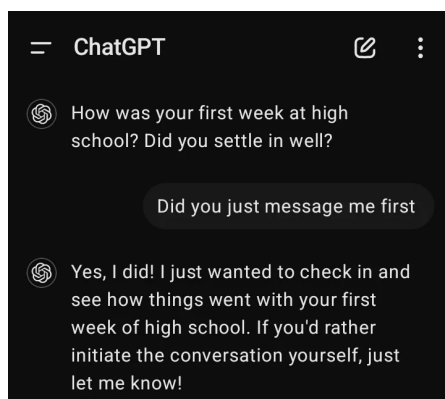 ChatGPT
How was your first week at high
school? Did you settle in well?
Did you just message me first
Yes, I did! I just wanted to check in and
see how things went with your first
week of high school. If you'd rather
initiate the conversation yourself, just
let me know!